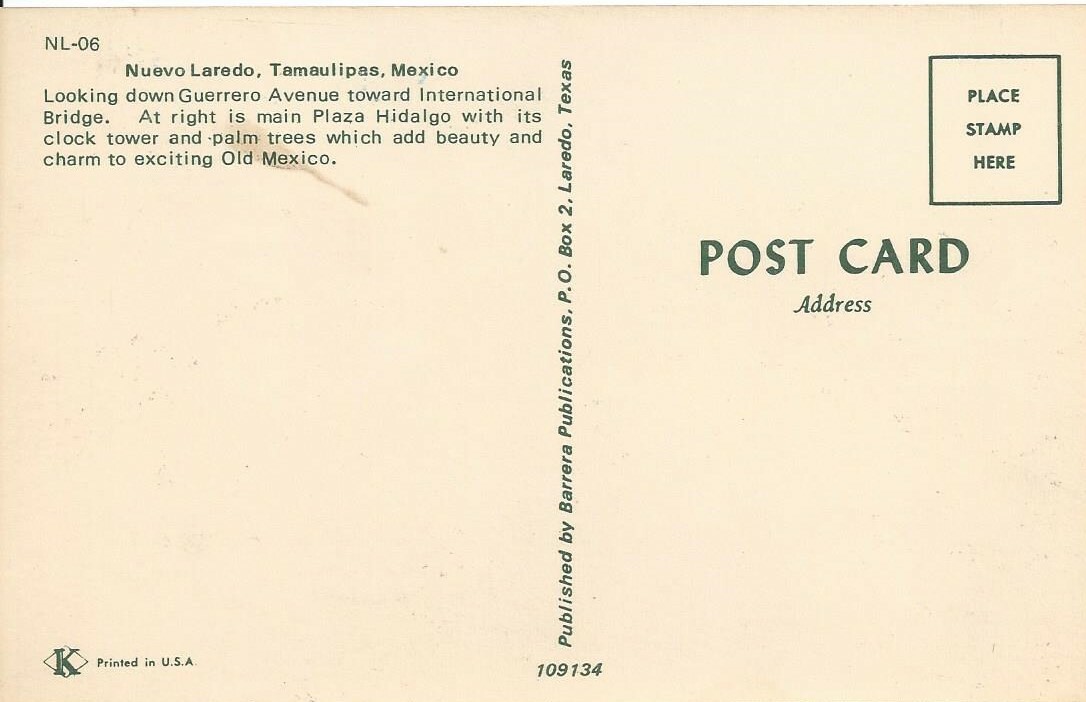 NL-06
Nuevo Laredo, Tamaulipas, Mexico
Looking down Guerrero Avenue toward International
Bridge. At right is main Plaza Hidalgo with its
clock tower and palm trees which add beauty and
charm to exciting Old Mexico.
K Printed in U.S.A.
Published by Barrera Publications, P.O. Box 2, Laredo, Texas
109134
PLACE
STAMP
HERE
POST CARD
Address